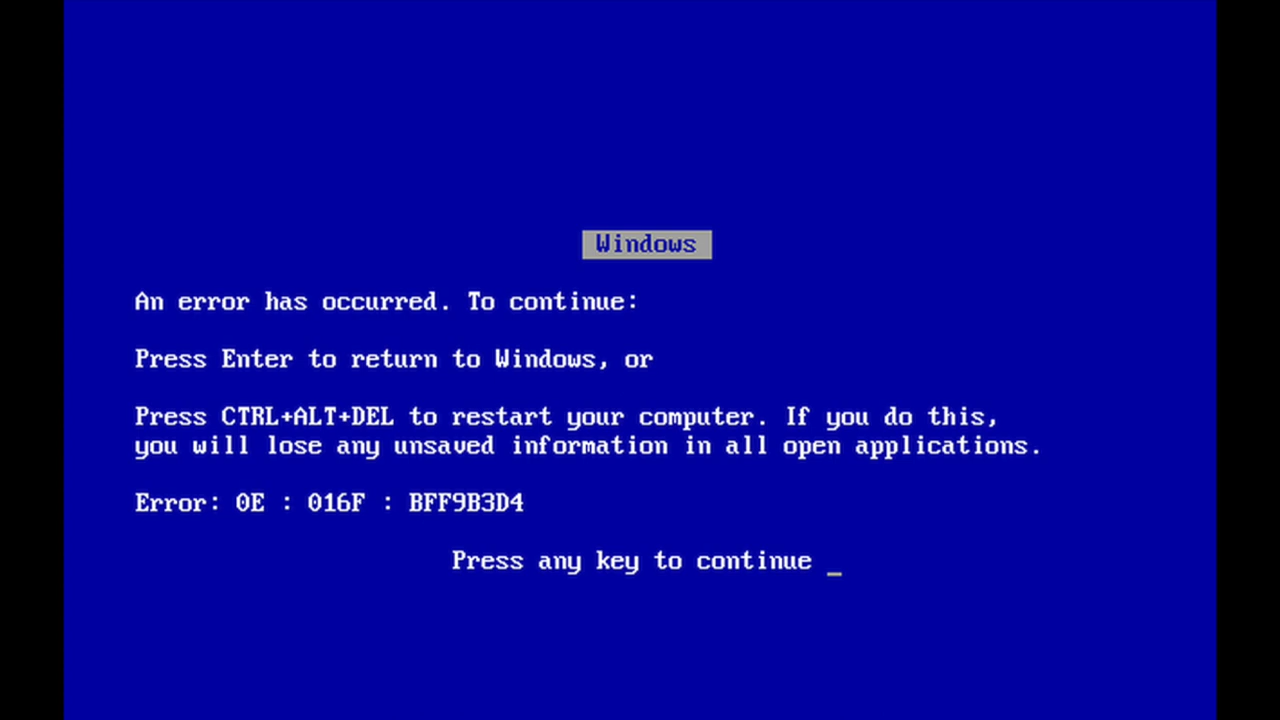 Windows
An error has occurred. To continue:
Press Enter to return to Windows, or
Press CTRL+ALT+DEL to restart your computer. If you do this,
you will lose any unsaved information in all open applications.
Error: 0E : 016F : BFF9B3D4
Press any key to continue _